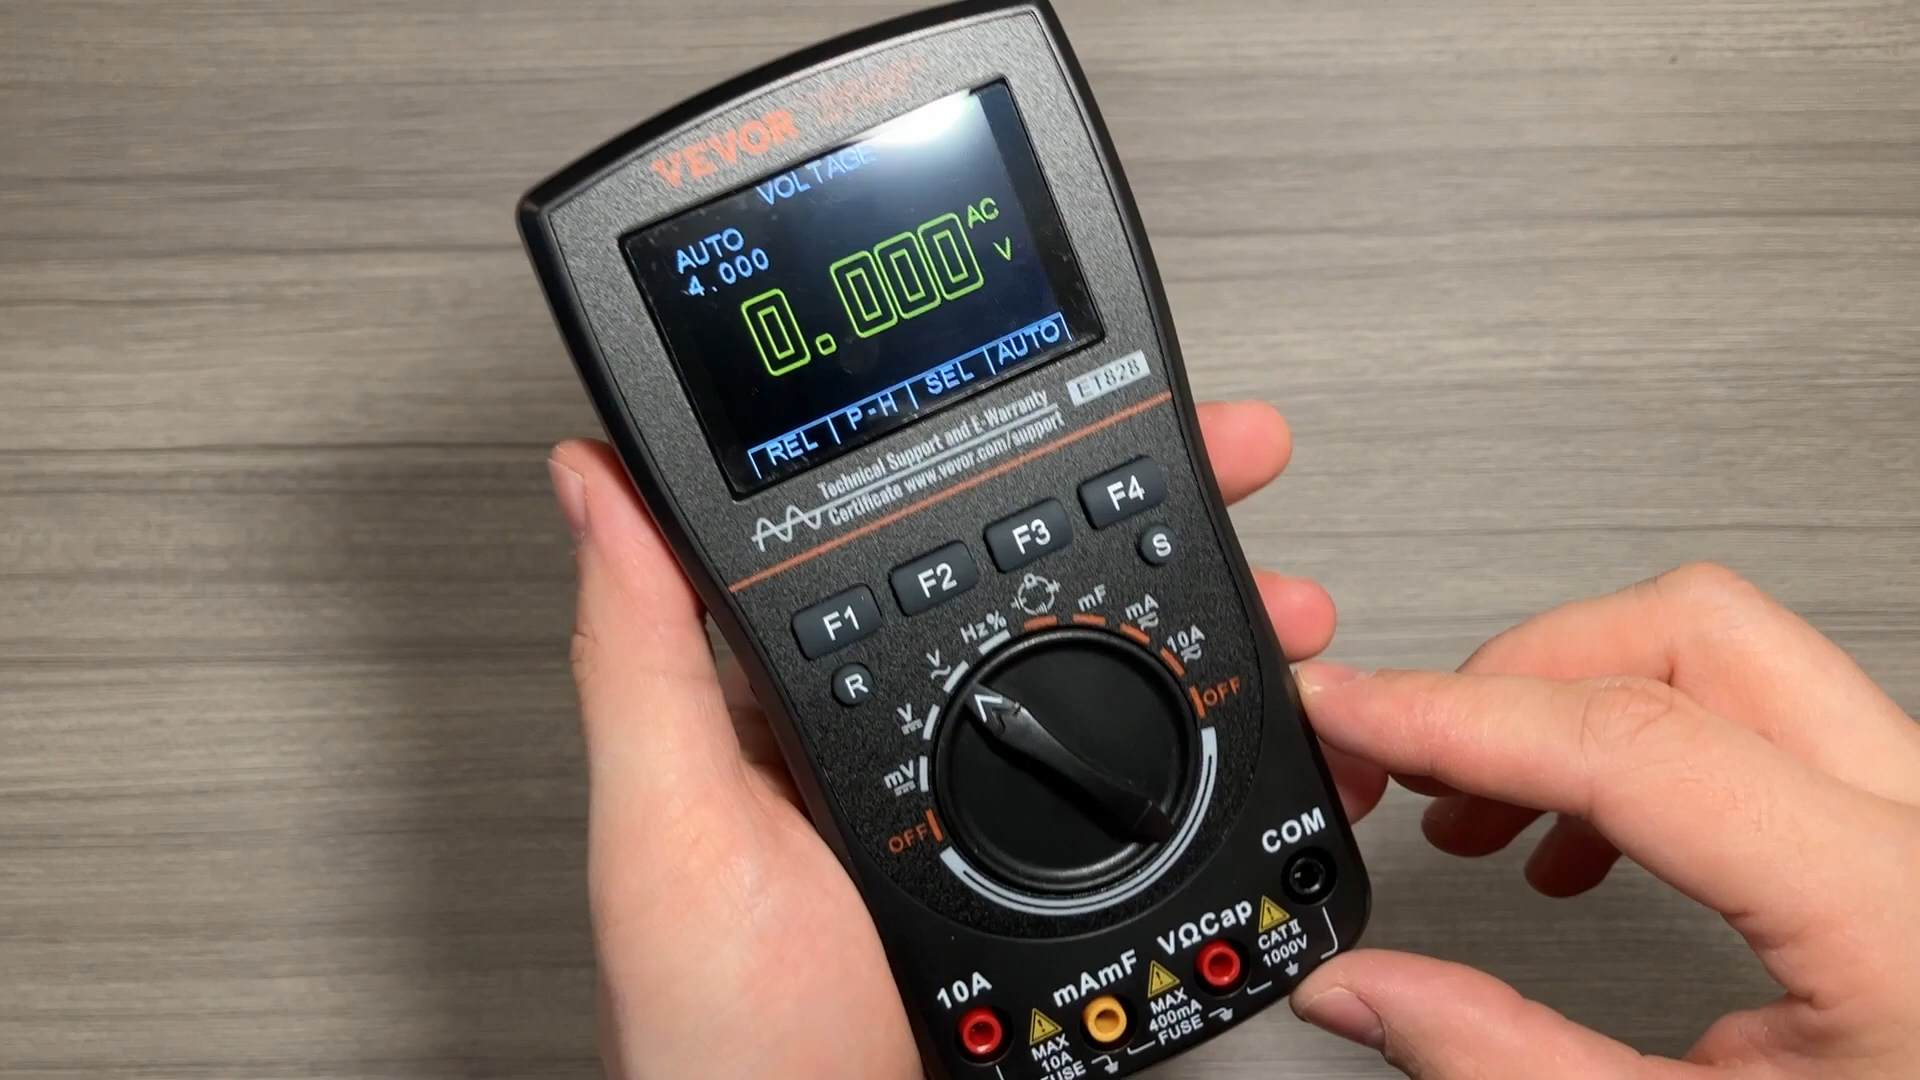 VEVOR
VOLTAGE
AUTO
4.000
0.000
AC
V
REL | P-H | SEL | AUTO
ET828
Technical Support and E-Warranty
Certificate www.vevor.com/support
F1 F2 F3 F4
R S
OFF
mV
V
V
Hz%
mF
mA
10A
OFF
COM
VΩCap
mAmF
10A
CAT II
1000V
MAX
400mA
FUSE
MAX
10A
FUSE